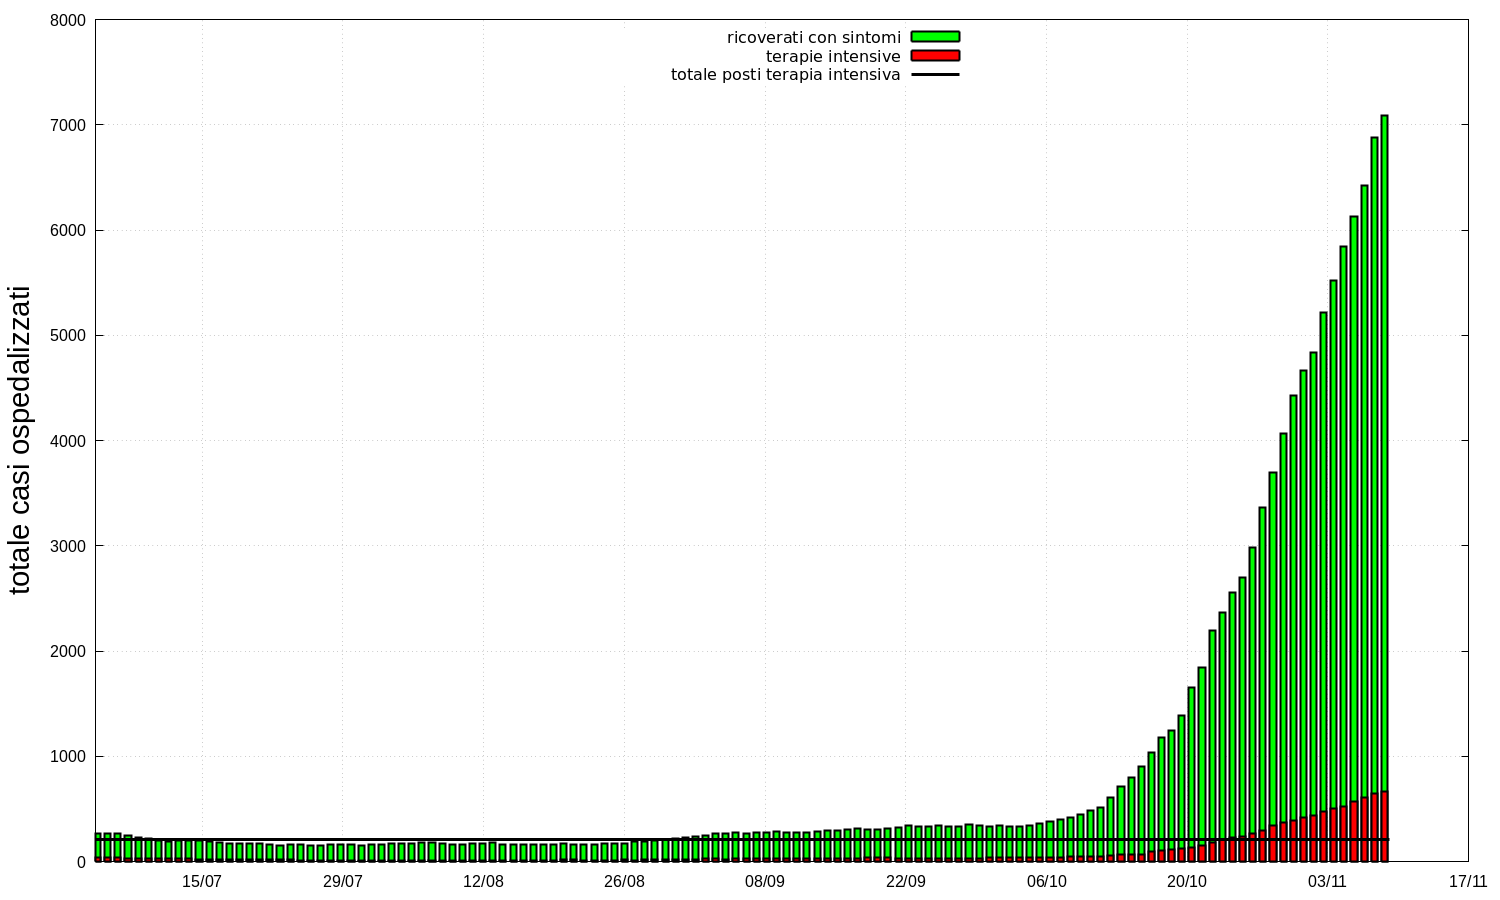 8000
7000
6000
5000
4000
3000
2000
1000
0
totale casi ospedalizzati
ricoverati con sintomi
terapie intensive
totale posti terapia intensiva
15/07 29/07 12/08 26/08 08/09 22/09 06/10 20/10 03/11 17/11